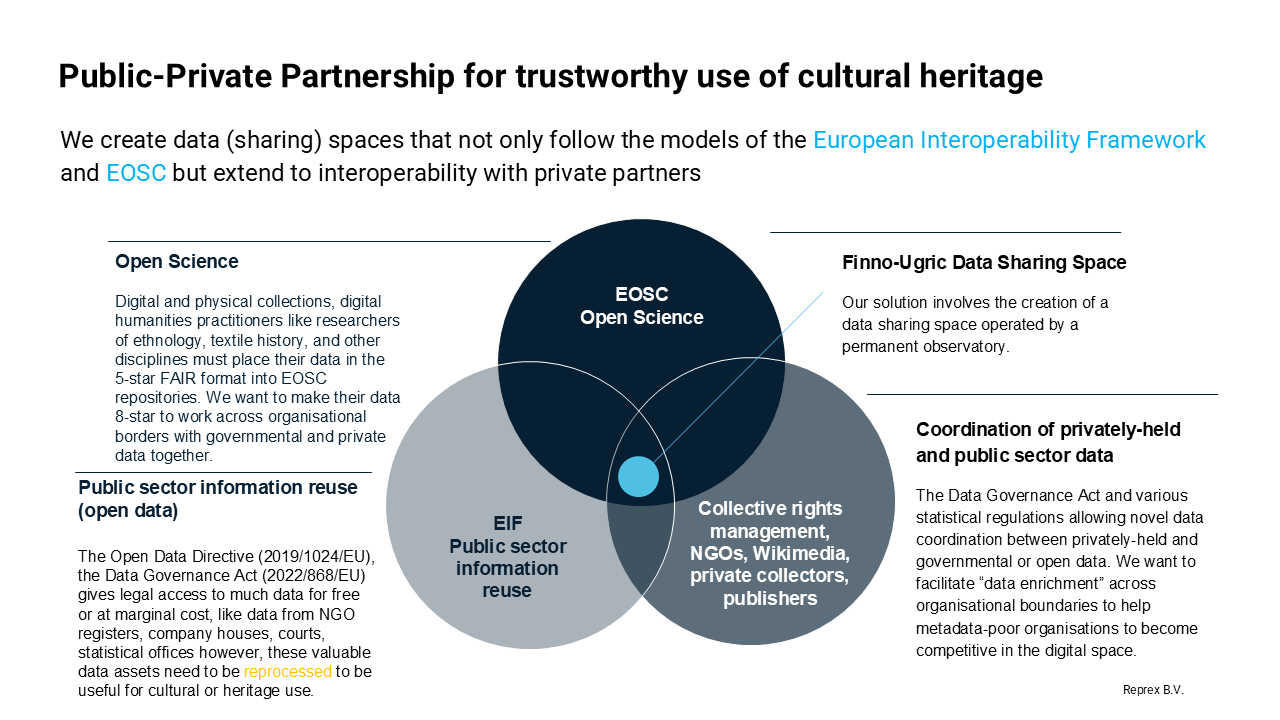 Public-Private Partnership for trustworthy use of cultural heritage
We create data (sharing) spaces that not only follow the models of the European Interoperability Framework
and EOSC but extend to interoperability with private partners
Open Science
Digital and physical collections, digital
humanities practitioners like researchers
of ethnology, textile history, and other
disciplines must place their data in the
5-star FAIR format into EOSC
repositories. We want to make their data
8-star to work across organisational
borders with governmental and private
data together.
Public sector information reuse
(open data)
The Open Data Directive (2019/1024/EU),
the Data Governance Act (2022/868/EU)
gives legal access to much data for free
or at marginal cost, like data from NGO
registers, company houses, courts,
statistical offices however, these valuable
data assets need to be reprocessed to be
useful for cultural or heritage use.
EOSC
Open Science
EIF
Public sector
information
reuse
Collective rights
management,
NGOs, Wikimedia,
private collectors,
publishers
Finno-Ugric Data Sharing Space
Our solution involves the creation of a
data sharing space operated by a
permanent observatory.
Coordination of privately-held
and public sector data
The Data Governance Act and various
statistical regulations allowing novel data
coordination between privately-held and
governmental or open data. We want to
facilitate “data enrichment” across
organisational boundaries to help
metadata-poor organisations to become
competitive in the digital space.
Reprex B.V.